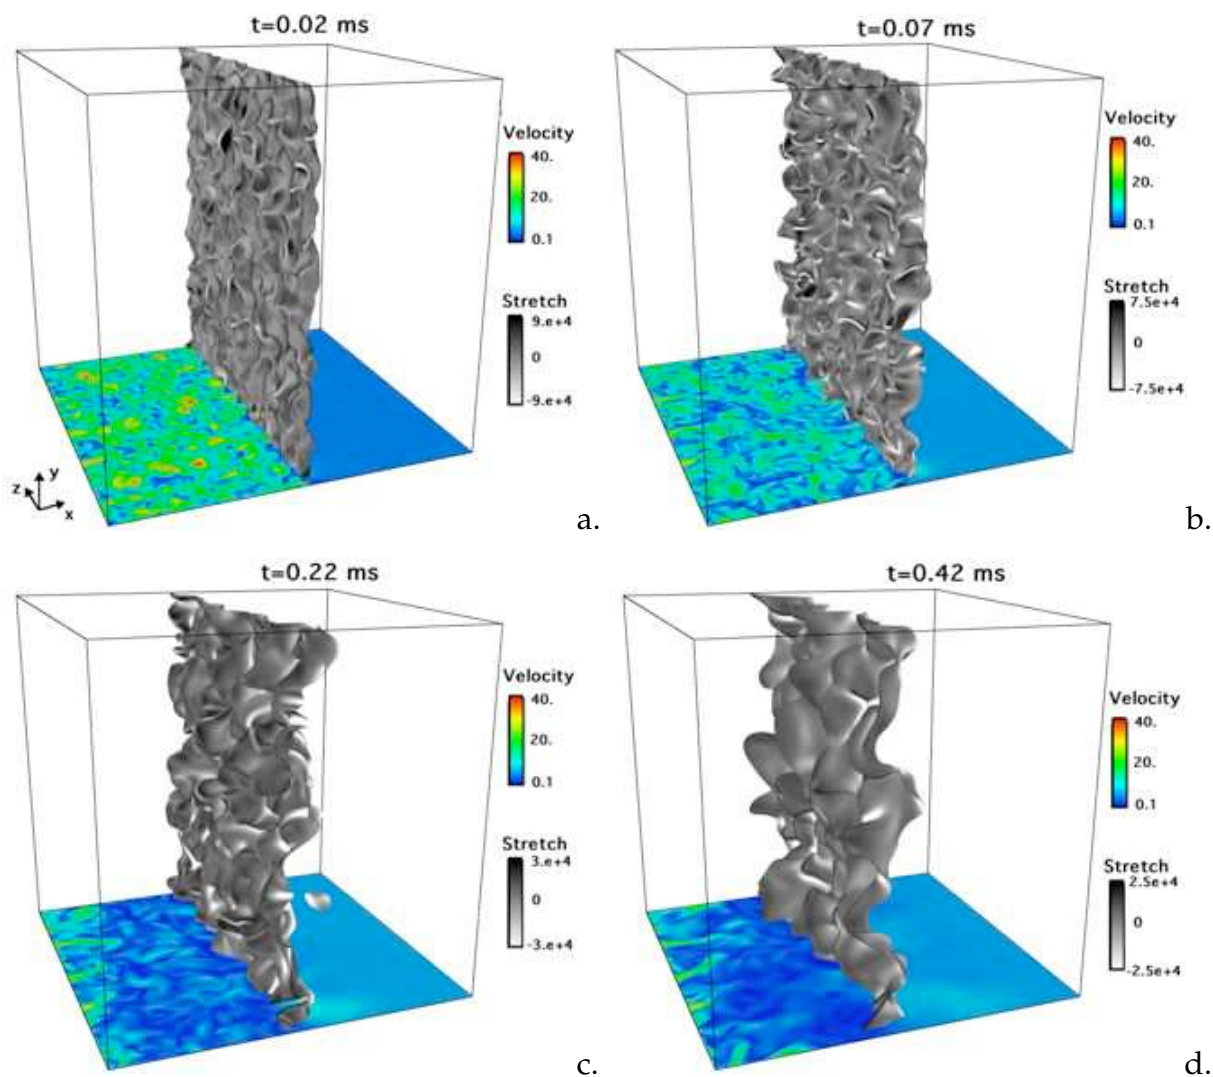 t=0.02 ms
Velocity
40.
20.
0.1
Stretch
9.e+4
0
-9.e+4
y
z
x
a.
t=0.07 ms
Velocity
40.
20.
0.1
Stretch
7.5e+4
0
-7.5e+4
b.
t=0.22 ms
Velocity
40.
20.
0.1
Stretch
3.e+4
0
-3.e+4
c.
t=0.42 ms
Velocity
40.
20.
0.1
Stretch
2.5e+4
0
-2.5e+4
d.